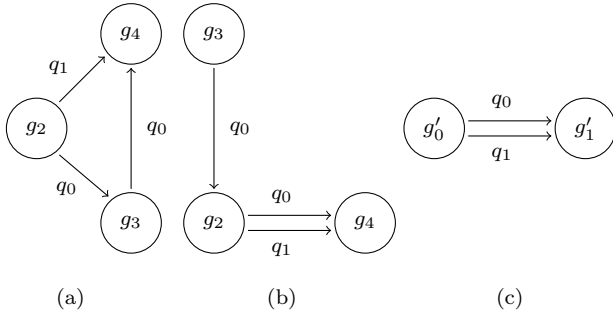 g₄
g₃
q₁
g₂
q₀
q₀
q₀
g′₀
q₀
q₁
g′₁
g₃
g₂
q₀
q₁
g₄
(a)
(b)
(c)